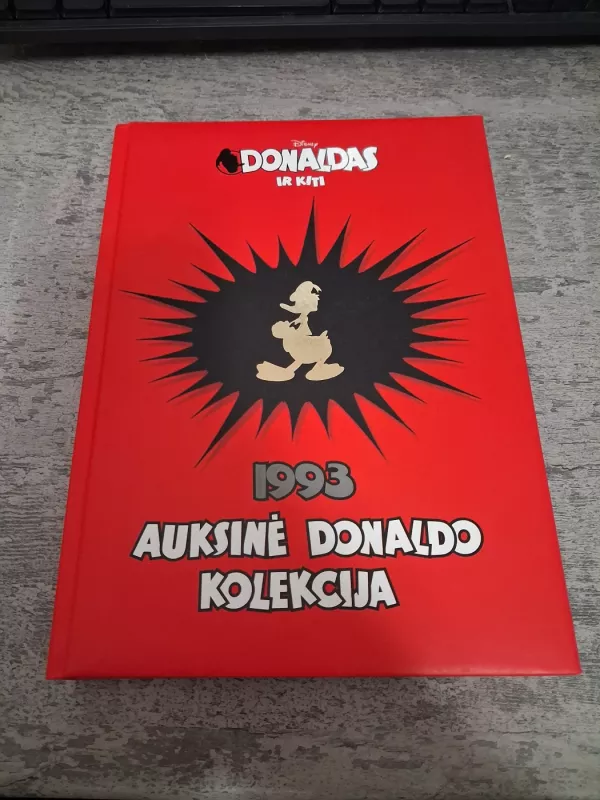 Disney
DONALDAS
IR KITI
1993
AUKSINĖ DONALDO
KOLEKCIJA